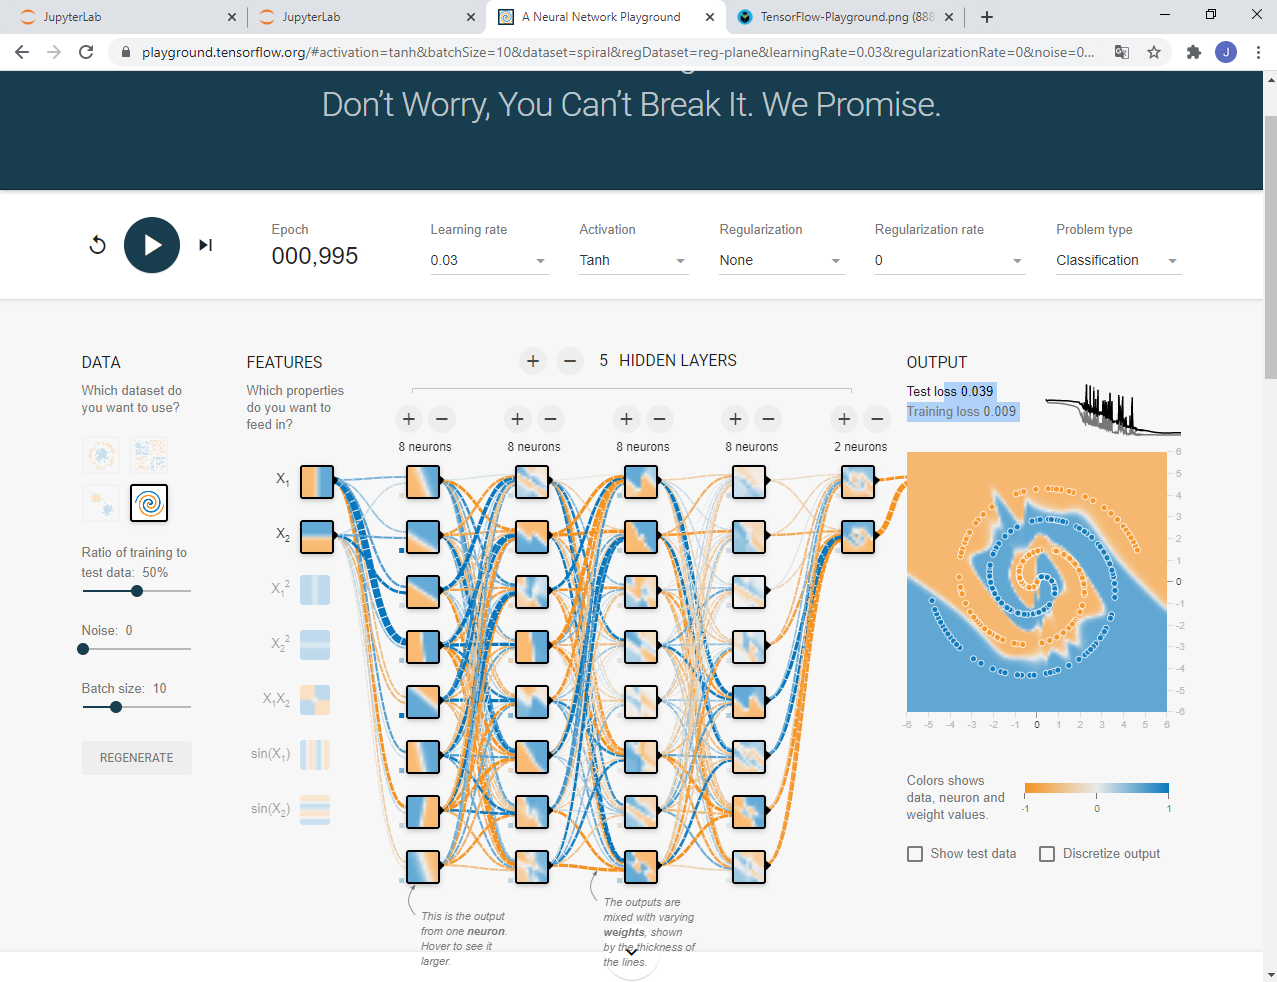 JupyterLab
JupyterLab
A Neural Network Playground
TensorFlow-Playground.png (888
playground.tensorflow.org/#activation=tanh&batchSize=10&dataset=spiral&regDataset=reg-plane&learningRate=0.03&regularizationRate=0&noise=0...
J
Don't Worry, You Can't Break It. We Promise.
Epoch
000,995
Learning rate
0.03
Activation
Tanh
Regularization
None
Regularization rate
0
Problem type
Classification
DATA
Which dataset do
you want to use?
Ratio of training to
test data: 50%
Noise: 0
Batch size: 10
REGENERATE
FEATURES
Which properties
do you want to
feed in?
X1
X2
X1²
X2²
X1X2
sin(X1)
sin(X2)
+ − 5 HIDDEN LAYERS
+ − + − + − + − + −
8 neurons 8 neurons 8 neurons 8 neurons 2 neurons
This is the output
from one neuron.
Hover to see it
larger.
The outputs are
mixed with varying
weights, shown
by the thickness of
the lines.
OUTPUT
Test loss 0.039
Training loss 0.009
6
5
4
3
2
1
0
-1
-2
-3
-4
-5
-6
-6 -5 -4 -3 -2 -1 0 1 2 3 4 5 6
Colors shows
data, neuron and
weight values.
-1 0 1
Show test data
Discretize output